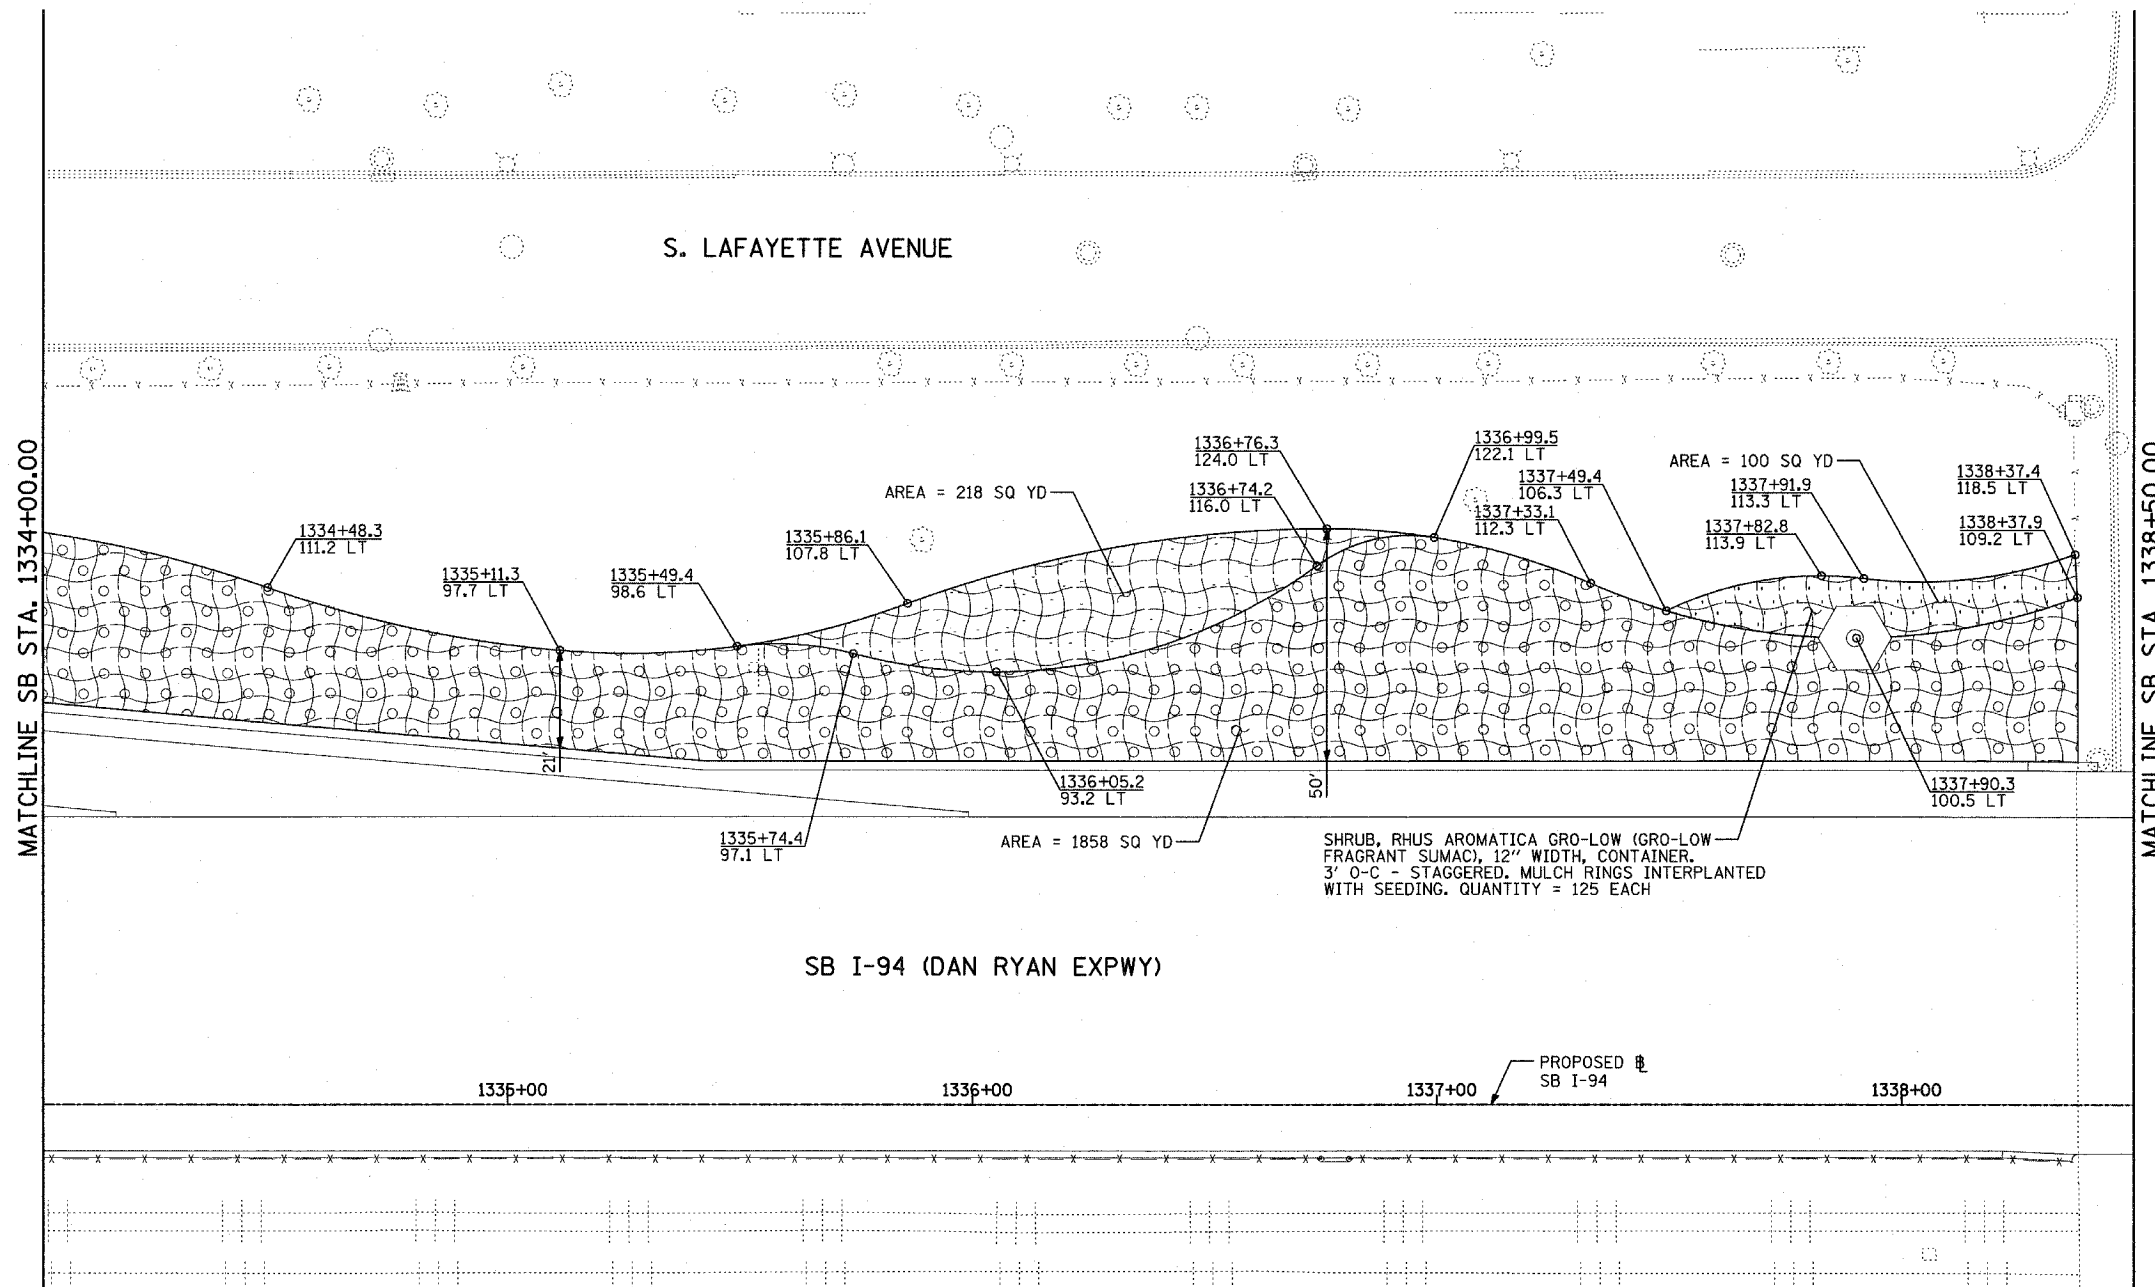 S. LAFAYETTE AVENUE
MATCHLINE SB STA. 1334+00.00
MATCHLINE SB STA. 1338+50.00
1334+48.3
111.2 LT
1335+11.3
97.7 LT
1335+49.4
98.6 LT
1335+86.1
107.8 LT
AREA = 218 SQ YD
1336+76.3
124.0 LT
1336+74.2
116.0 LT
1336+99.5
122.1 LT
1337+49.4
106.3 LT
1337+33.1
112.3 LT
AREA = 100 SQ YD
1337+91.9
113.3 LT
1337+82.8
113.9 LT
1338+37.4
118.5 LT
1338+37.9
109.2 LT
21'
50'
1336+05.2
93.2 LT
1337+90.3
100.5 LT
1335+74.4
97.1 LT
AREA = 1858 SQ YD
SHRUB, RHUS AROMATICA GRO-LOW (GRO-LOW
FRAGRANT SUMAC), 12" WIDTH, CONTAINER.
3' O-C - STAGGERED. MULCH RINGS INTERPLANTED
WITH SEEDING. QUANTITY = 125 EACH
SB I-94 (DAN RYAN EXPWY)
PROPOSED BL
SB I-94
1335+00
1336+00
1337+00
1338+00